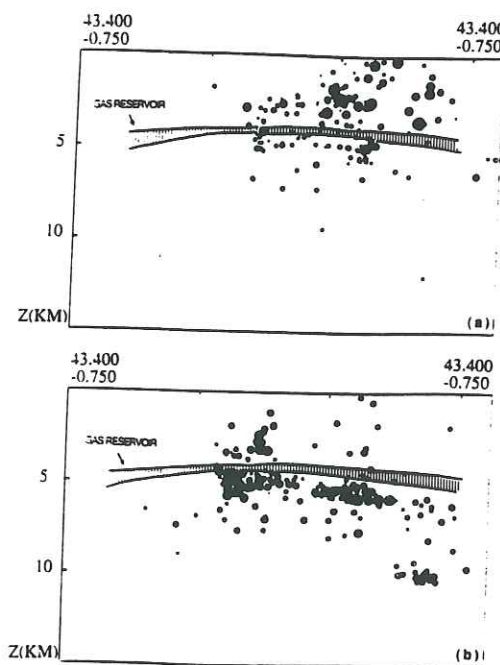 43.400 43.400
-0.750 -0.750
GAS RESERVOIR
5
10
Z(KM)
(a)
43.400 43.400
-0.750 -0.750
GAS RESERVOIR
5
10
Z(KM)
(b)